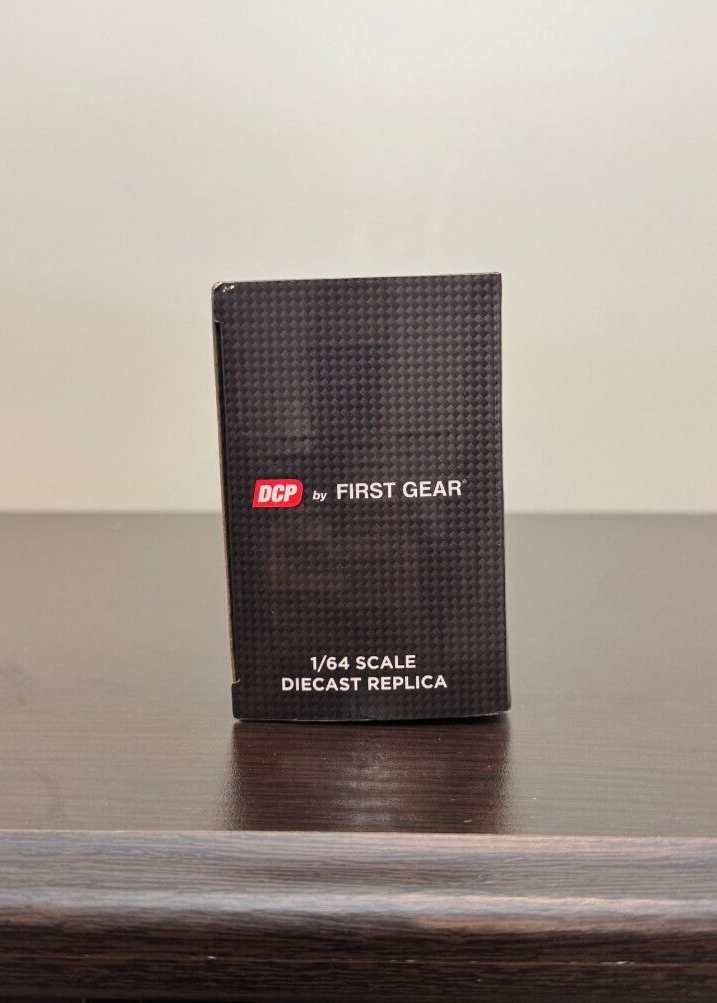 DCP by FIRST GEAR®
1/64 SCALE
DIECAST REPLICA